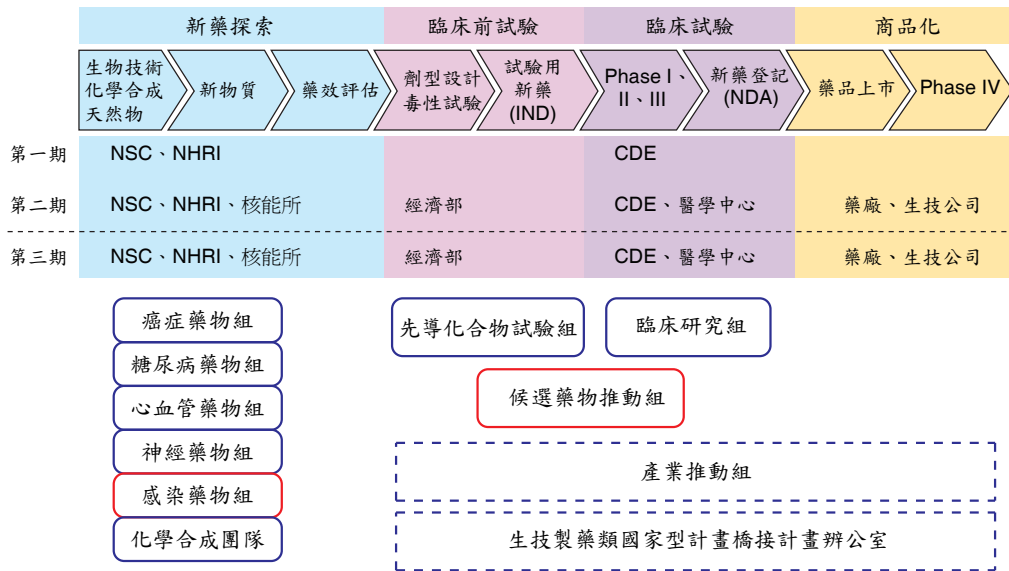 新藥探索
臨床前試驗
臨床試驗
商品化
生物技術
化學合成
天然物
新物質
藥效評估
劑型設計
毒性試驗
試驗用
新藥
(IND)
Phase I、
II、III
新藥登記
(NDA)
藥品上市
Phase IV
第一期
NSC、NHRI
CDE
第二期
NSC、NHRI、核能所
經濟部
CDE、醫學中心
藥廠、生技公司
第三期
NSC、NHRI、核能所
經濟部
CDE、醫學中心
藥廠、生技公司
癌症藥物組
糖尿病藥物組
心血管藥物組
神經藥物組
感染藥物組
化學合成團隊
先導化合物試驗組
臨床研究組
候選藥物推動組
產業推動組
生技製藥類國家型計畫橋接計畫辦公室